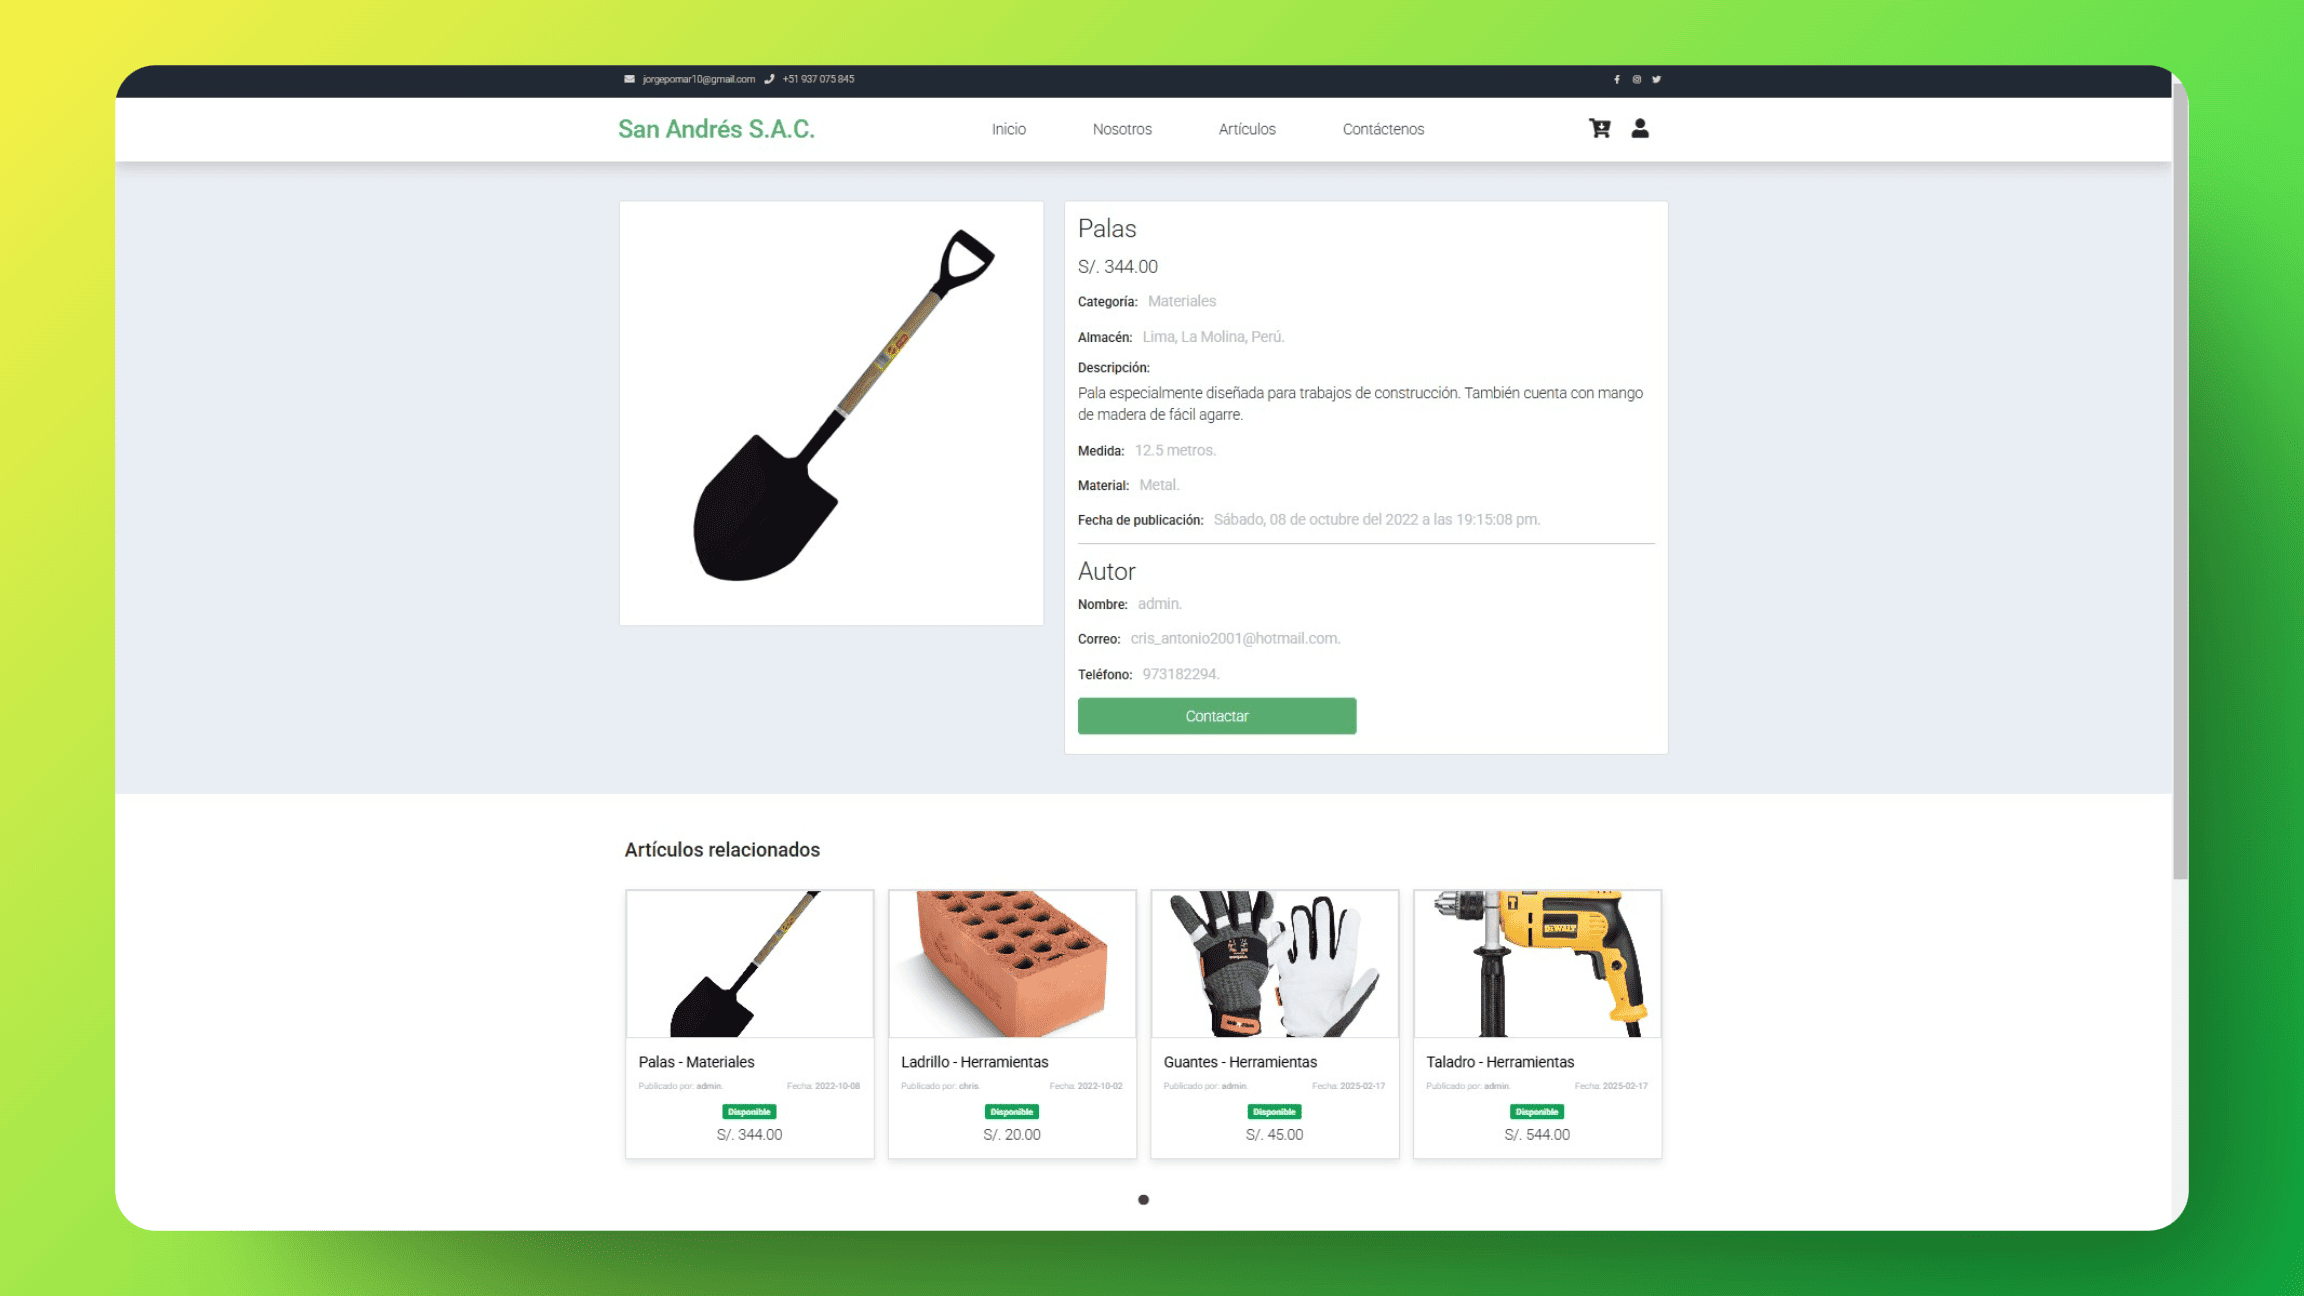 jorgepomar10@gmail.com +51 937 075 845
San Andrés S.A.C. Inicio Nosotros Artículos Contáctenos
Palas
S/. 344.00
Categoría: Materiales
Almacén: Lima, La Molina, Perú.
Descripción:
Pala especialmente diseñada para trabajos de construcción. También cuenta con mango
de madera de fácil agarre.
Medida: 12.5 metros.
Material: Metal.
Fecha de publicación: Sábado, 08 de octubre del 2022 a las 19:15:08 pm.
Autor
Nombre: admin.
Correo: cris_antonio2001@hotmail.com.
Teléfono: 973182294.
Contactar
Artículos relacionados
DEWALT
Palas - Materiales
Publicado por: admin. Fecha: 2022-10-08
Disponible
S/. 344.00
Ladrillo - Herramientas
Publicado por: chris. Fecha: 2022-10-02
Disponible
S/. 20.00
Guantes - Herramientas
Publicado por: admin. Fecha: 2025-02-17
Disponible
S/. 45.00
Taladro - Herramientas
Publicado por: admin. Fecha: 2025-02-17
Disponible
S/. 544.00